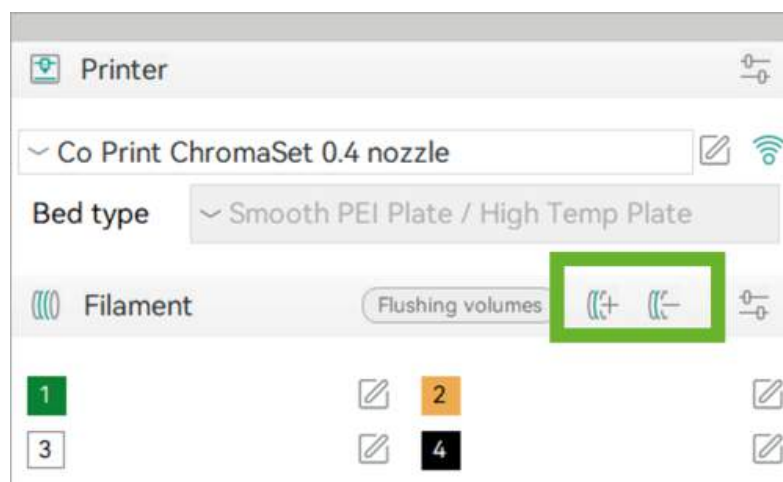 Printer
Co Print ChromaSet 0.4 nozzle
Bed type Smooth PEI Plate / High Temp Plate
Filament Flushing volumes
1 2
3 4